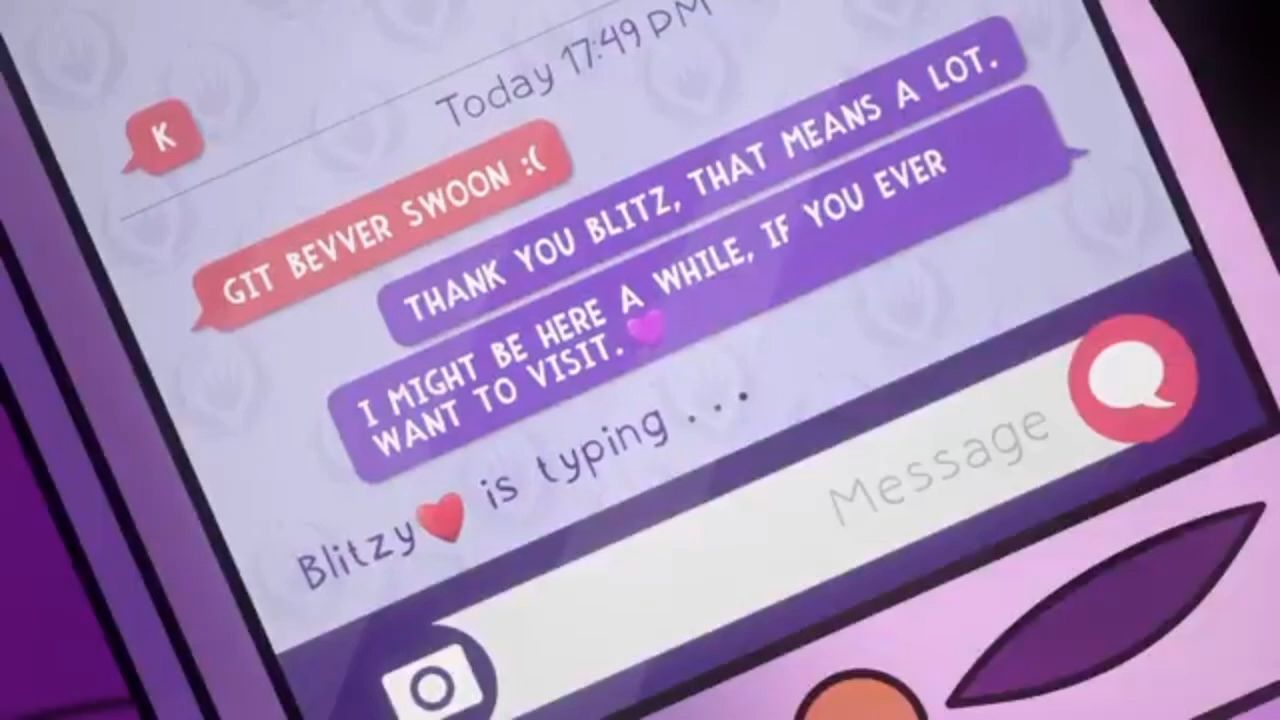 K
Today 17:49 PM
GIT BEVVER SWOON :(
THANK YOU BLITZ, THAT MEANS A LOT.
I MIGHT BE HERE A WHILE, IF YOU EVER
WANT TO VISIT. 💜
Blitzy❤️ is typing . . .
Message